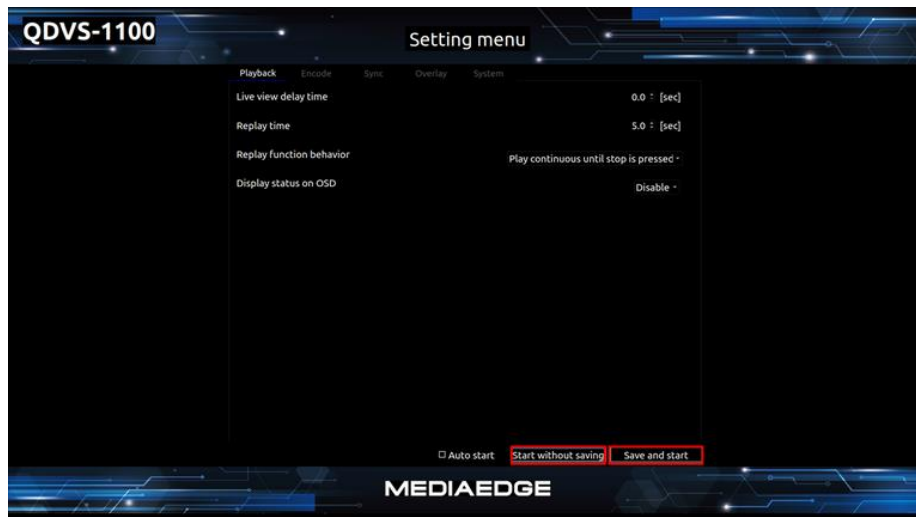 QDVS-1100
Setting menu
Playback Encode Sync Overlay System
Live view delay time 0.0 [sec]
Replay time 5.0 [sec]
Replay function behavior Play continuous until stop is pressed
Display status on OSD Disable
Auto start Start without saving Save and start
MEDIAEDGE